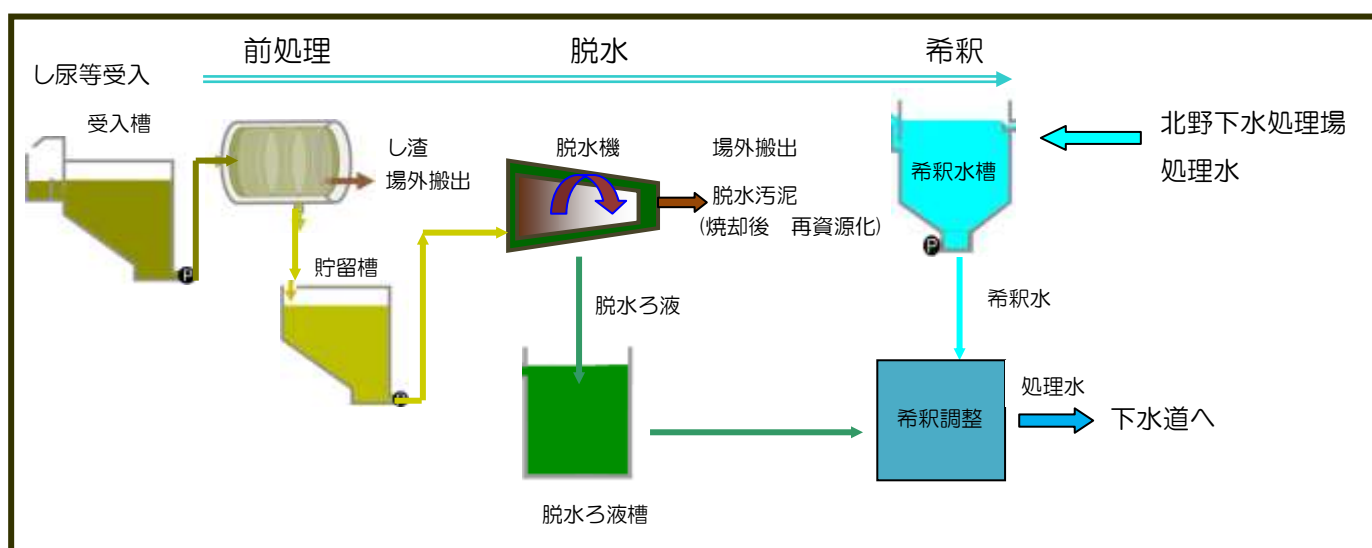 前処理
脱水
希釈
し尿等受入
受入槽
し渣
場外搬出
脱水機
場外搬出
脱水汚泥
(焼却後　再資源化)
希釈水槽
北野下水処理場
処理水
P
P
貯留槽
脱水ろ液
希釈水
P
希釈調整
処理水
下水道へ
脱水ろ液槽